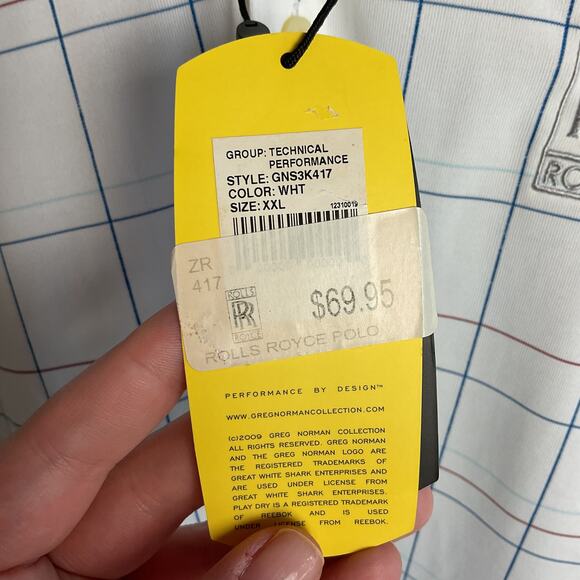 GROUP: TECHNICAL
PERFORMANCE
STYLE: GNS3K417
COLOR: WHT
SIZE: XXL
12310019
ZR
417
ROLLS
RR
ROYCE
$69.95
ROLLS ROYCE POLO
PERFORMANCE BY DESIGN™
WWW.GREGNORMANCOLLECTION.COM
(c)2009 GREG NORMAN COLLECTION
ALL RIGHTS RESERVED. GREG NORMAN
AND THE GREG NORMAN LOGO ARE
THE REGISTERED TRADEMARKS OF
GREAT WHITE SHARK ENTERPRISES AND
ARE USED UNDER LICENSE FROM
GREAT WHITE SHARK ENTERPRISES.
PLAY DRY IS A REGISTERED TRADEMARK
OF REEBOK AND IS USED
UNDER LICENSE FROM REEBOK.